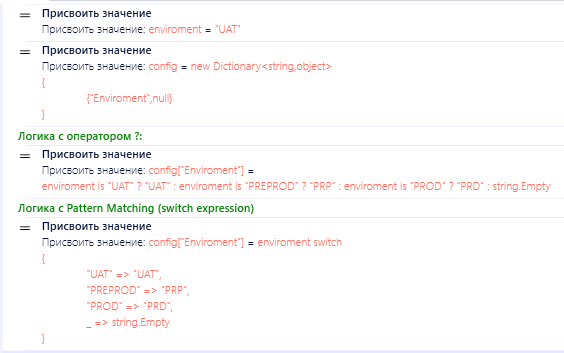 Присвоить значение
Присвоить значение: enviroment = "UAT"
Присвоить значение
Присвоить значение: config = new Dictionary<string,object>
{
{"Enviroment",null}
}
Логика с оператором ?:
Присвоить значение
Присвоить значение: config["Enviroment"] =
enviroment is "UAT" ? "UAT" : enviroment is "PREPROD" ? "PRP" : enviroment is "PROD" ? "PRD" : string.Empty
Логика с Pattern Matching (switch expression)
Присвоить значение
Присвоить значение: config["Enviroment"] = enviroment switch
{
"UAT" => "UAT",
"PREPROD" => "PRP",
"PROD" => "PRD",
_ => string.Empty
}